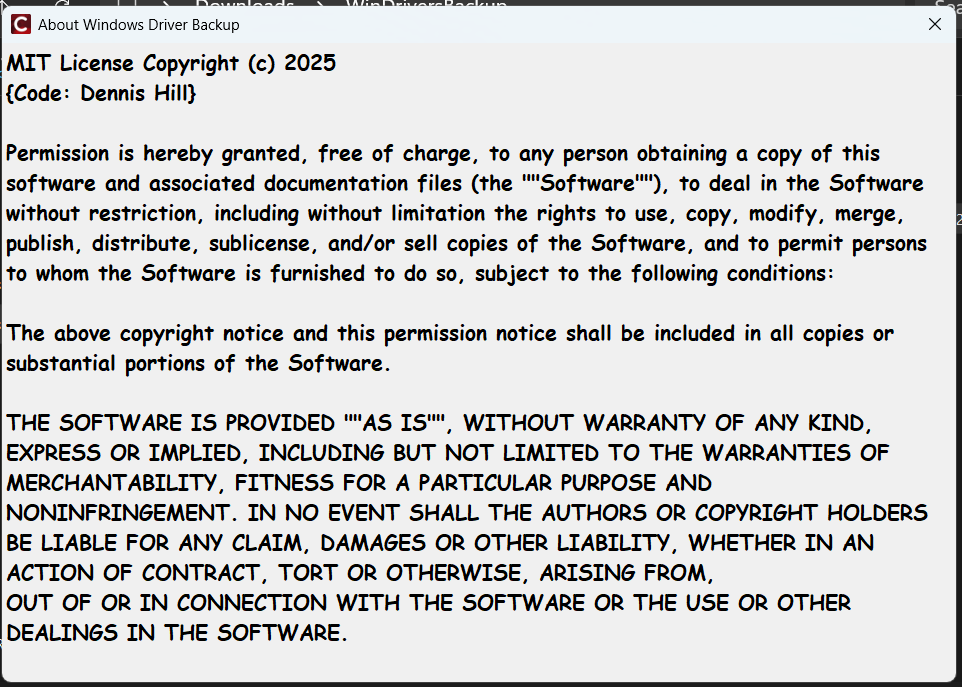 Downloads WinDriversBackup
About Windows Driver Backup
MIT License Copyright (c) 2025
{Code: Dennis Hill}
Permission is hereby granted, free of charge, to any person obtaining a copy of this
software and associated documentation files (the ""Software""), to deal in the Software
without restriction, including without limitation the rights to use, copy, modify, merge,
publish, distribute, sublicense, and/or sell copies of the Software, and to permit persons
to whom the Software is furnished to do so, subject to the following conditions:
The above copyright notice and this permission notice shall be included in all copies or
substantial portions of the Software.
THE SOFTWARE IS PROVIDED ""AS IS"", WITHOUT WARRANTY OF ANY KIND,
EXPRESS OR IMPLIED, INCLUDING BUT NOT LIMITED TO THE WARRANTIES OF
MERCHANTABILITY, FITNESS FOR A PARTICULAR PURPOSE AND
NONINFRINGEMENT. IN NO EVENT SHALL THE AUTHORS OR COPYRIGHT HOLDERS
BE LIABLE FOR ANY CLAIM, DAMAGES OR OTHER LIABILITY, WHETHER IN AN
ACTION OF CONTRACT, TORT OR OTHERWISE, ARISING FROM,
OUT OF OR IN CONNECTION WITH THE SOFTWARE OR THE USE OR OTHER
DEALINGS IN THE SOFTWARE.